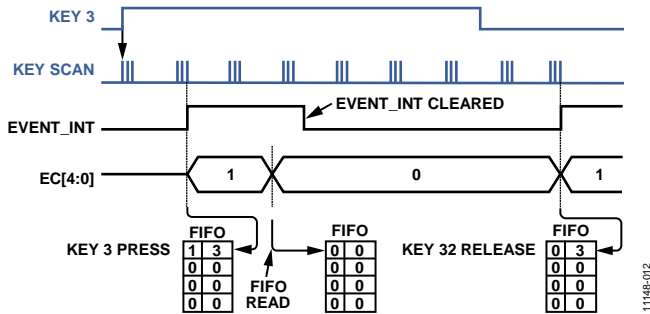 KEY 3
KEY SCAN
EVENT_INT CLEARED
EVENT_INT
EC[4:0]
1
0
1
FIFO
FIFO
FIFO
KEY 3 PRESS
1 3
0 0
0 0
0 0
FIFO
READ
0 0
0 0
0 0
0 0
KEY 32 RELEASE
0 3
0 0
0 0
0 0
11148-012